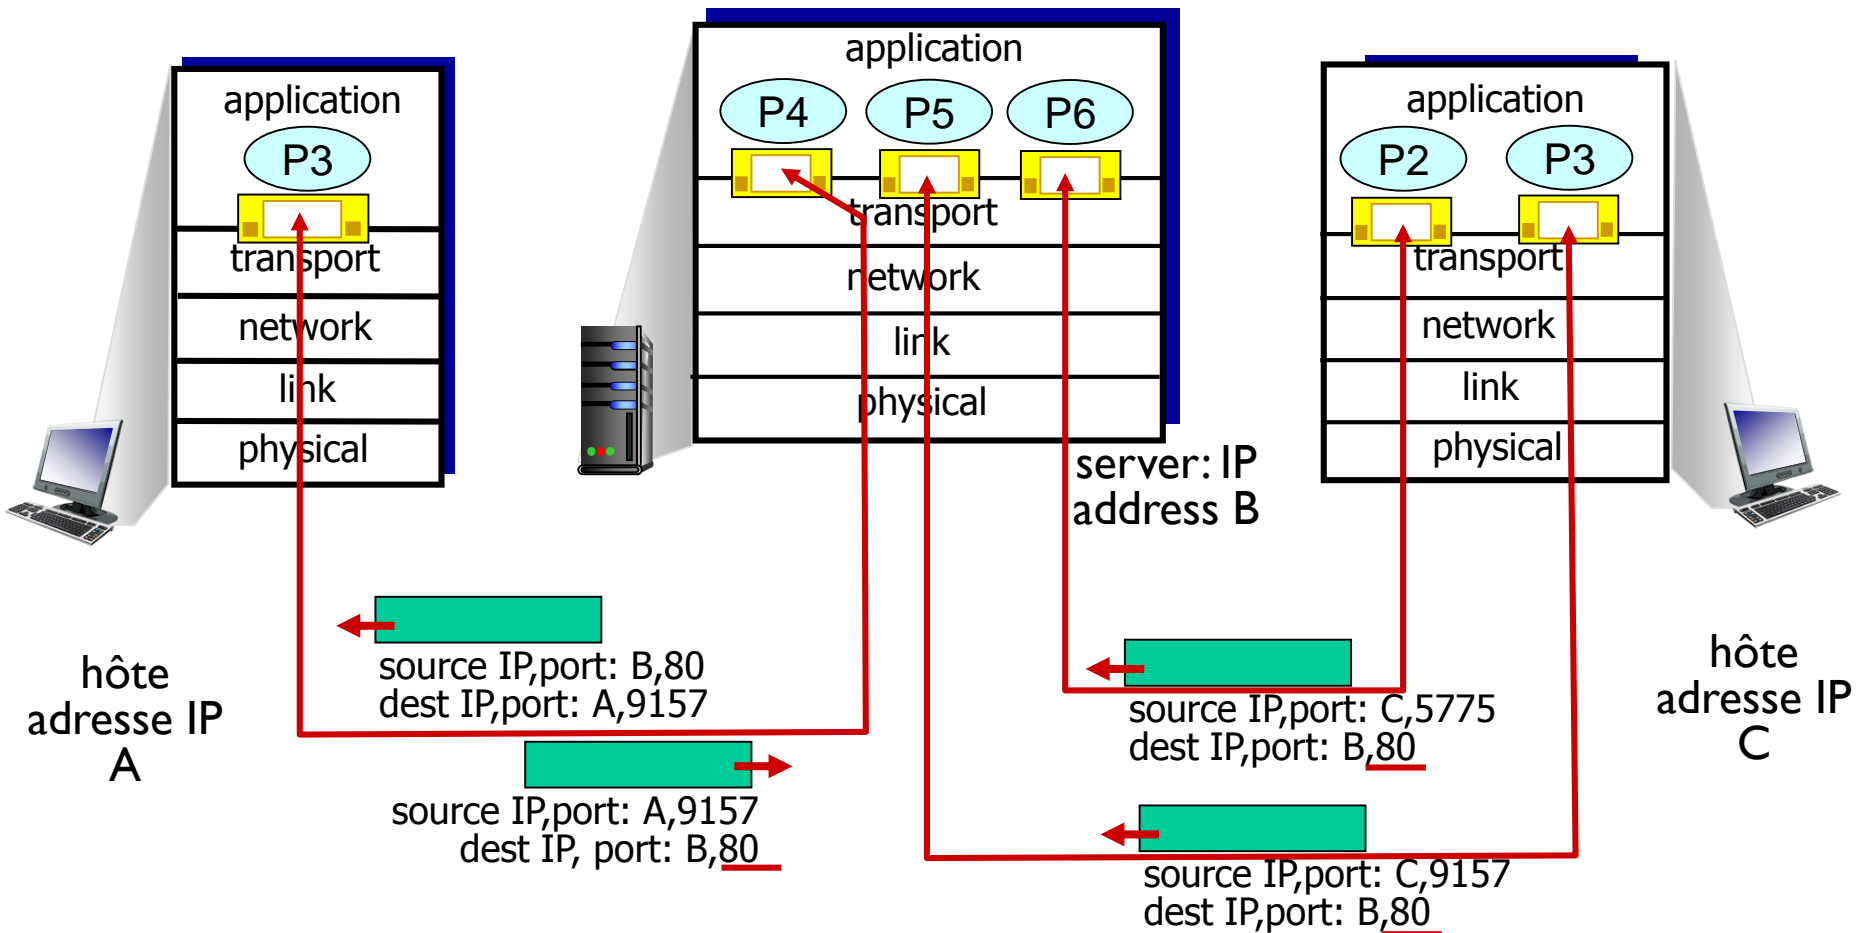 application
P3
transport
network
link
physical
application
P4
P5
P6
transport
network
link
physical
server: IP
address B
application
P2
P3
transport
network
link
physical
hôte
adresse IP
A
source IP,port: B,80
dest IP,port: A,9157
source IP,port: A,9157
dest IP, port: B,80
source IP,port: C,5775
dest IP,port: B,80
source IP,port: C,9157
dest IP,port: B,80
hôte
adresse IP
C